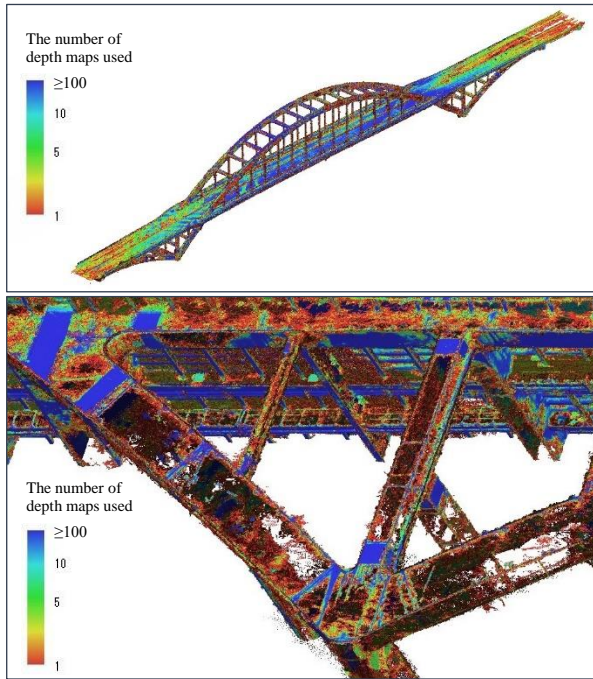 The number of
depth maps used
≥100
10
5
1
The number of
depth maps used
≥100
10
5
1